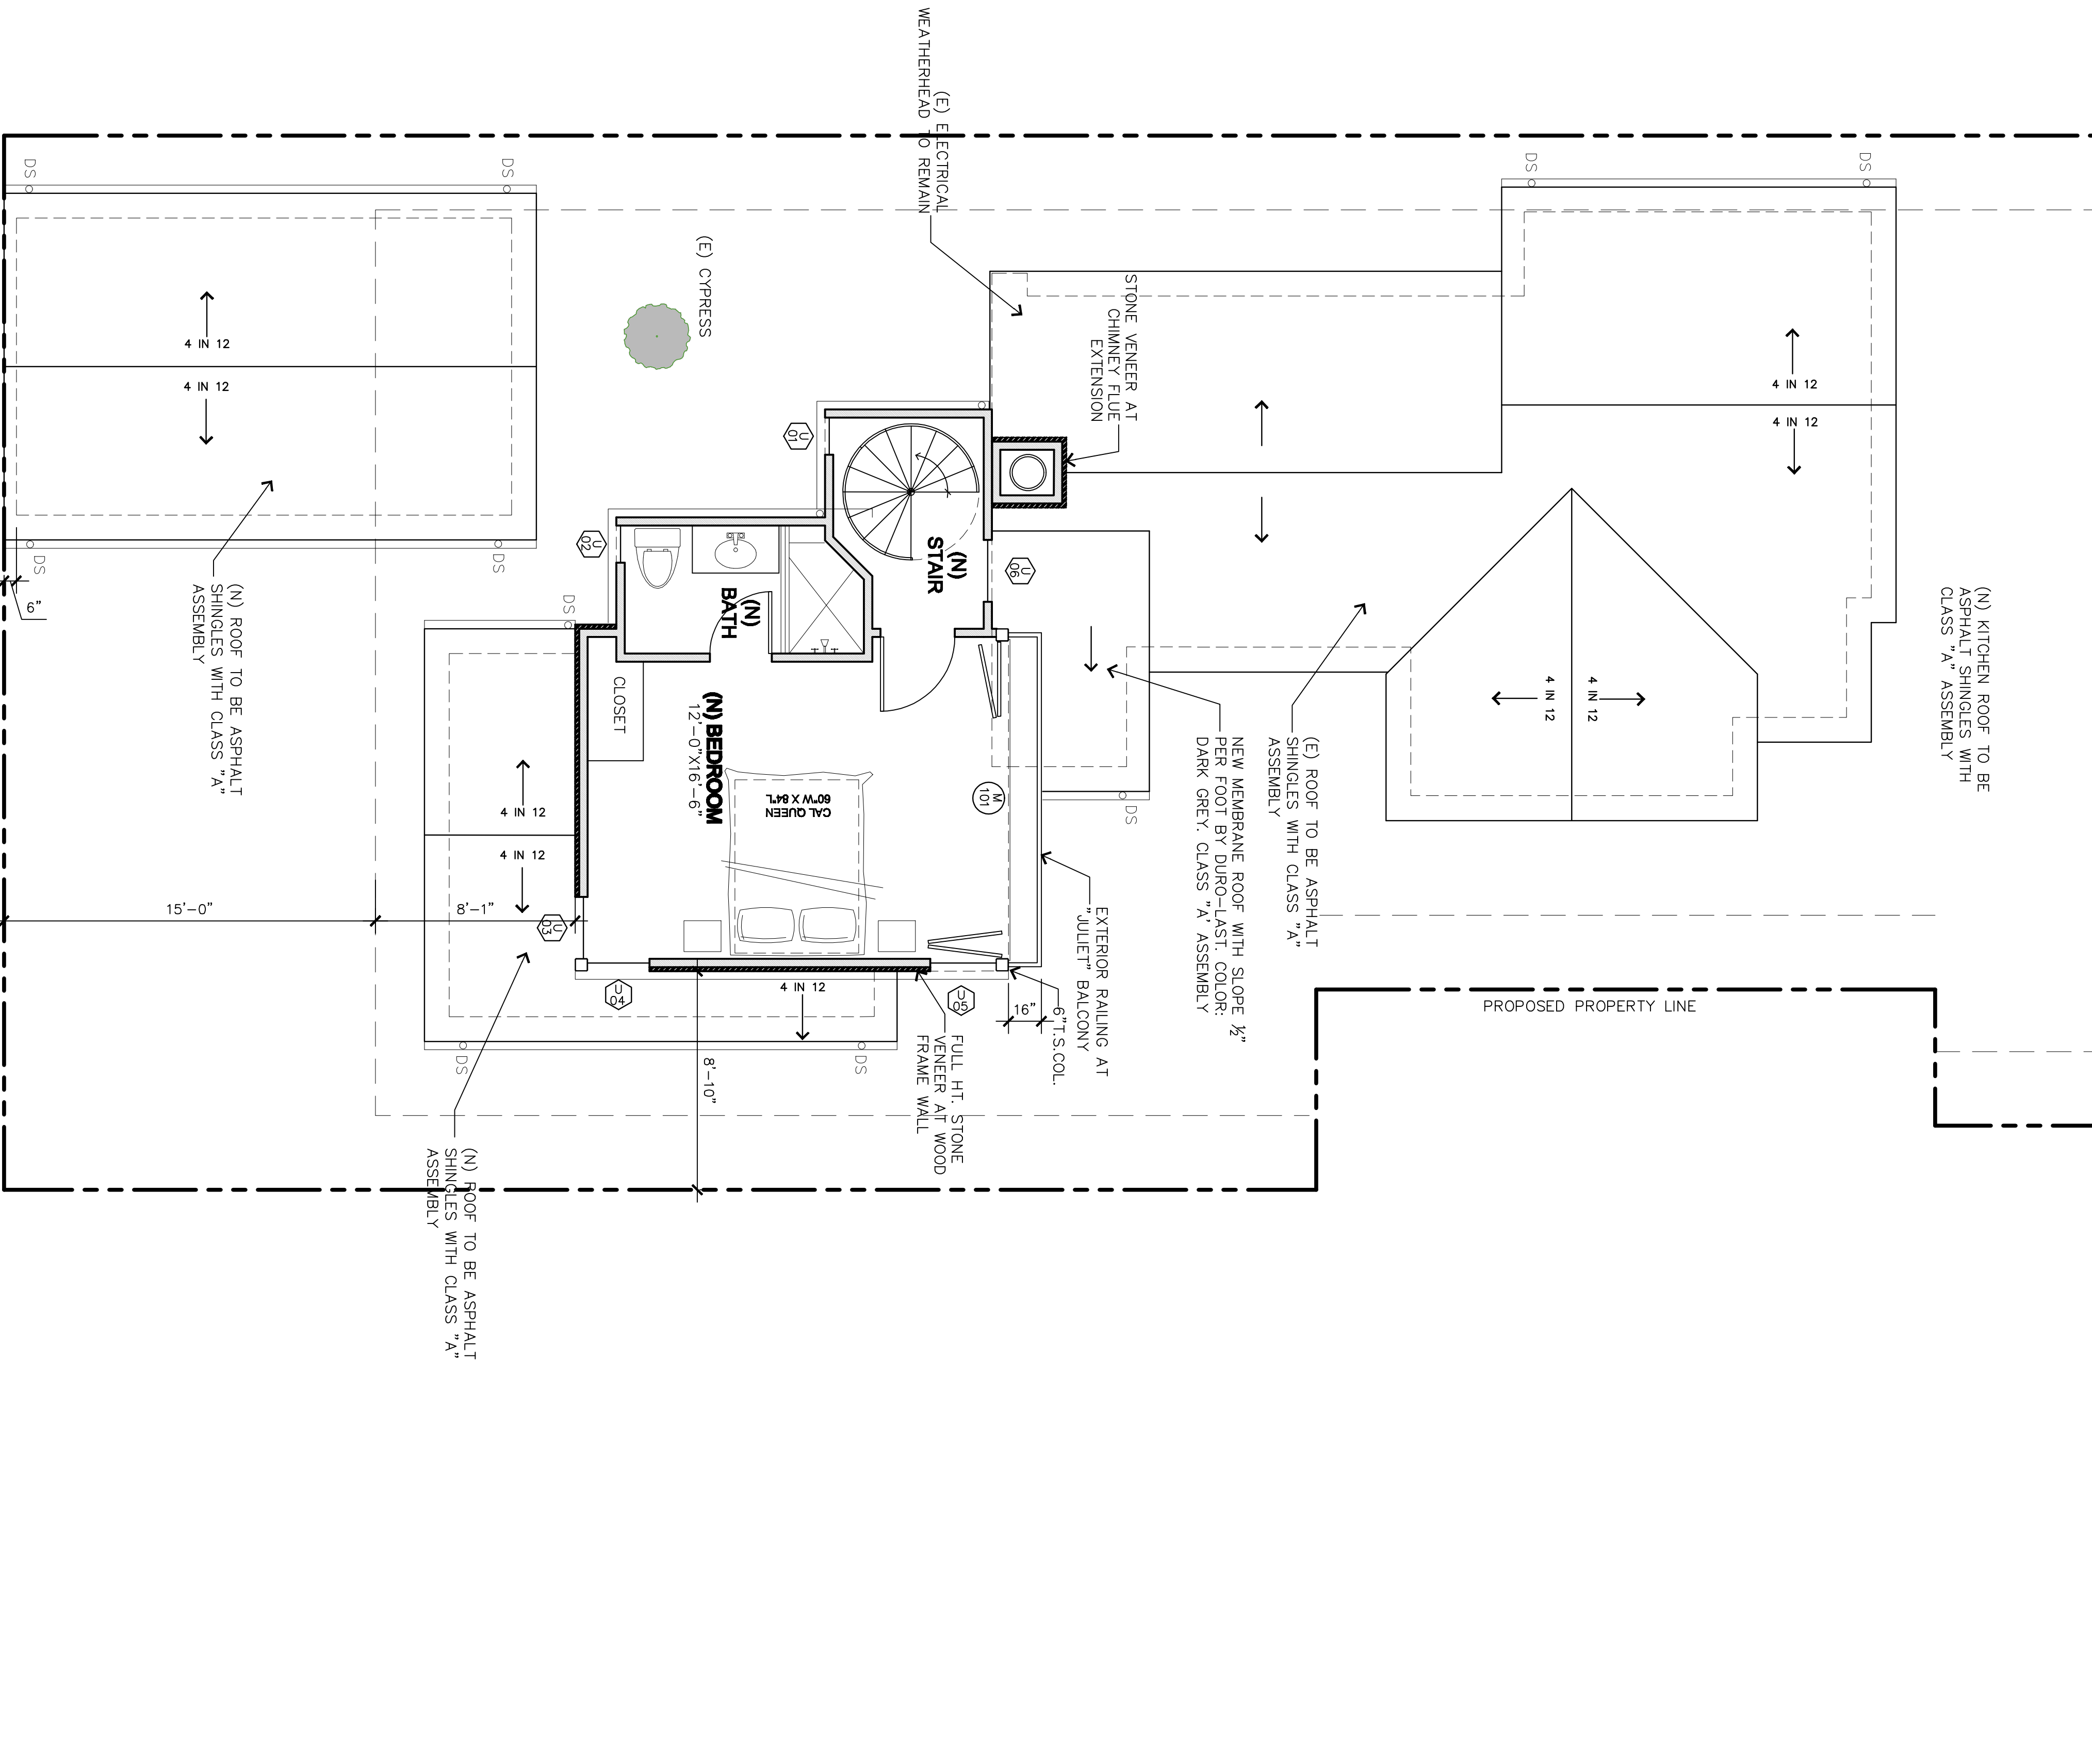 (E) ELECTRICAL
WEATHERHEAD TO REMAIN
DS
DS
DS
DS
(E) CYPRESS
STONE VENEER AT
CHIMNEY FLUE
EXTENSION
4 IN 12
4 IN 12
4 IN 12
4 IN 12
U
01
U
02
U
06
(N)
STAIR
(N)
BATH
DS
DS
DS
6"
(N) ROOF TO BE ASPHALT
SHINGLES WITH CLASS "A"
ASSEMBLY
(N) KITCHEN ROOF TO BE
ASPHALT SHINGLES WITH
CLASS "A" ASSEMBLY
CLOSET
(N) BEDROOM
12'-0"X16'-6"
CAL QUEEN
60"W X 84"L
M
101
DS
4 IN 12
4 IN 12
4 IN 12
4 IN 12
(E) ROOF TO BE ASPHALT
SHINGLES WITH CLASS "A"
ASSEMBLY
NEW MEMBRANE ROOF WITH SLOPE ½"
PER FOOT BY DURO-LAST. COLOR:
DARK GREY. CLASS "A' ASSEMBLY
EXTERIOR RAILING AT
"JULIET" BALCONY
15'-0"
8'-1"
U
03
U
04
U
05
4 IN 12
16"
6"T.S.COL.
PROPOSED PROPERTY LINE
DS
DS
8'-10"
FULL HT. STONE
VENEER AT WOOD
FRAME WALL
(N) ROOF TO BE ASPHALT
SHINGLES WITH CLASS "A"
ASSEMBLY